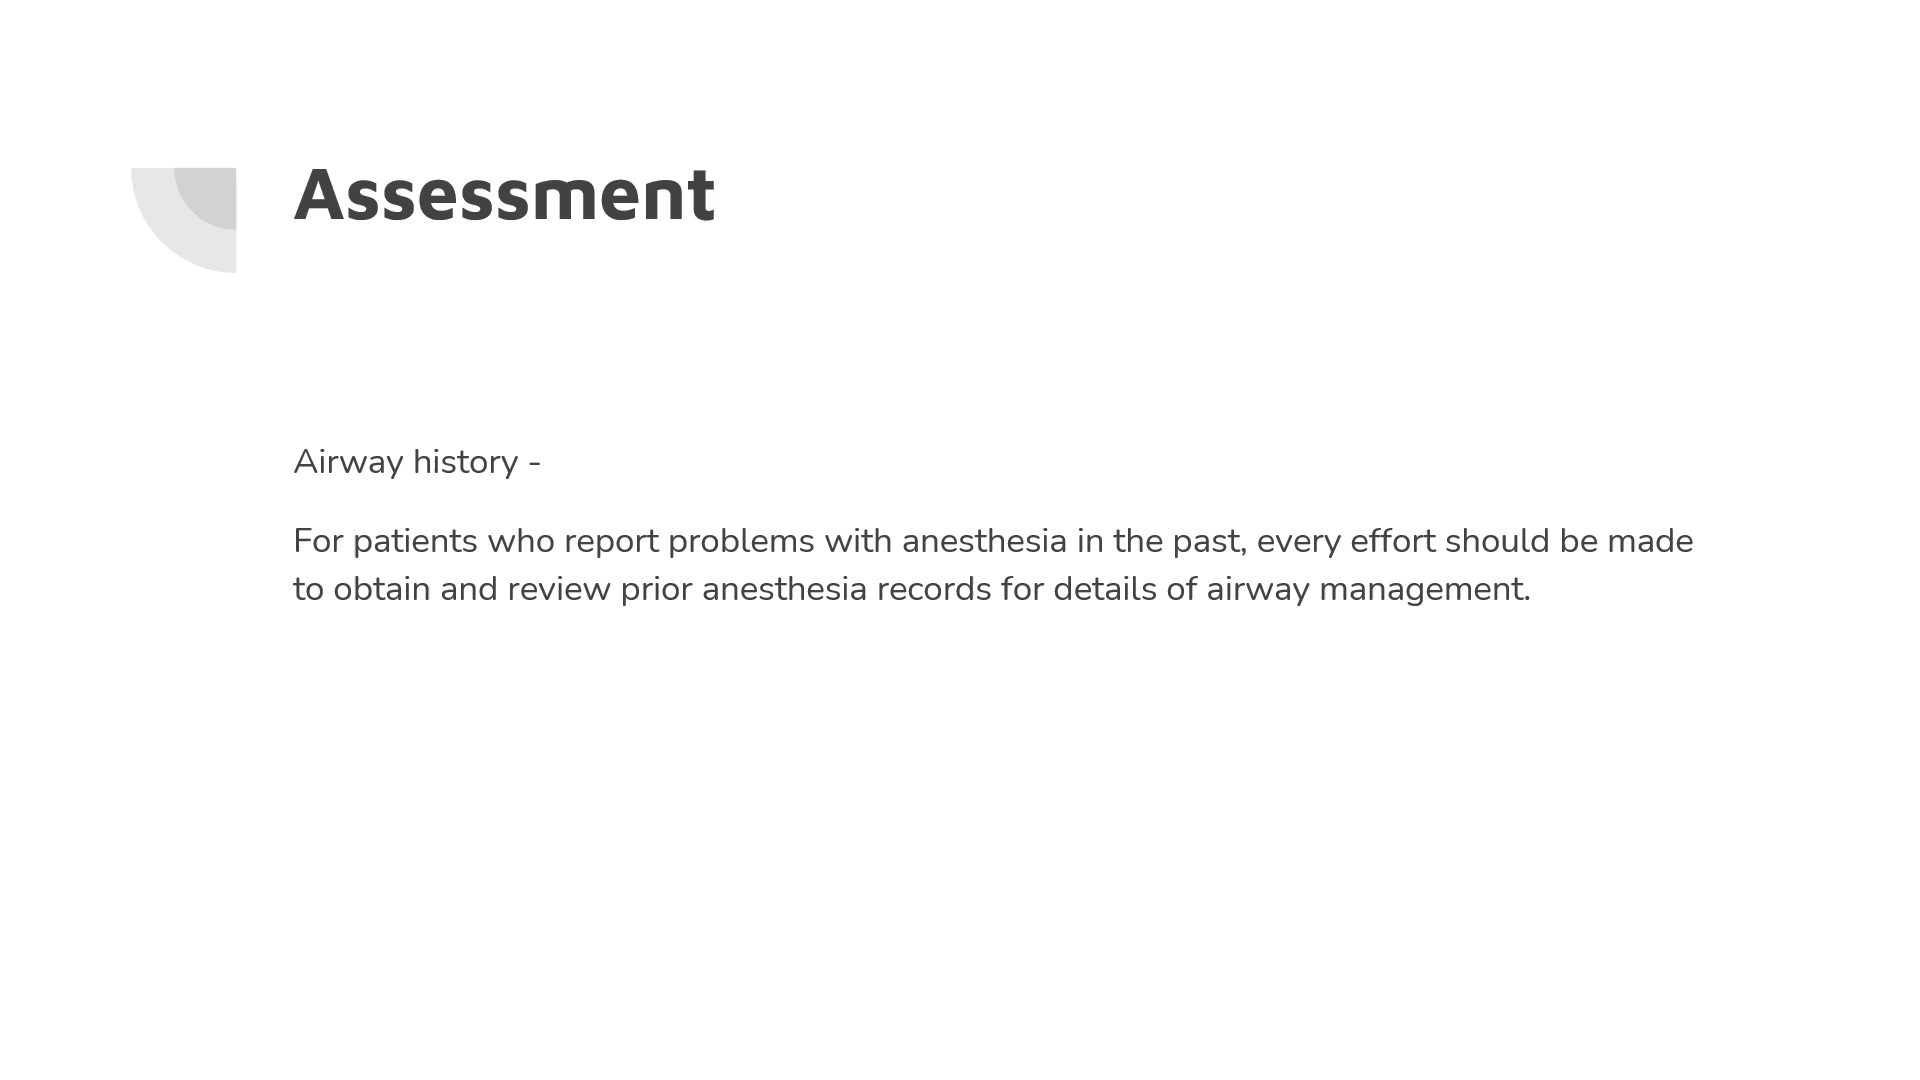 Assessment
Airway history -
For patients who report problems with anesthesia in the past, every effort should be made
to obtain and review prior anesthesia records for details of airway management.